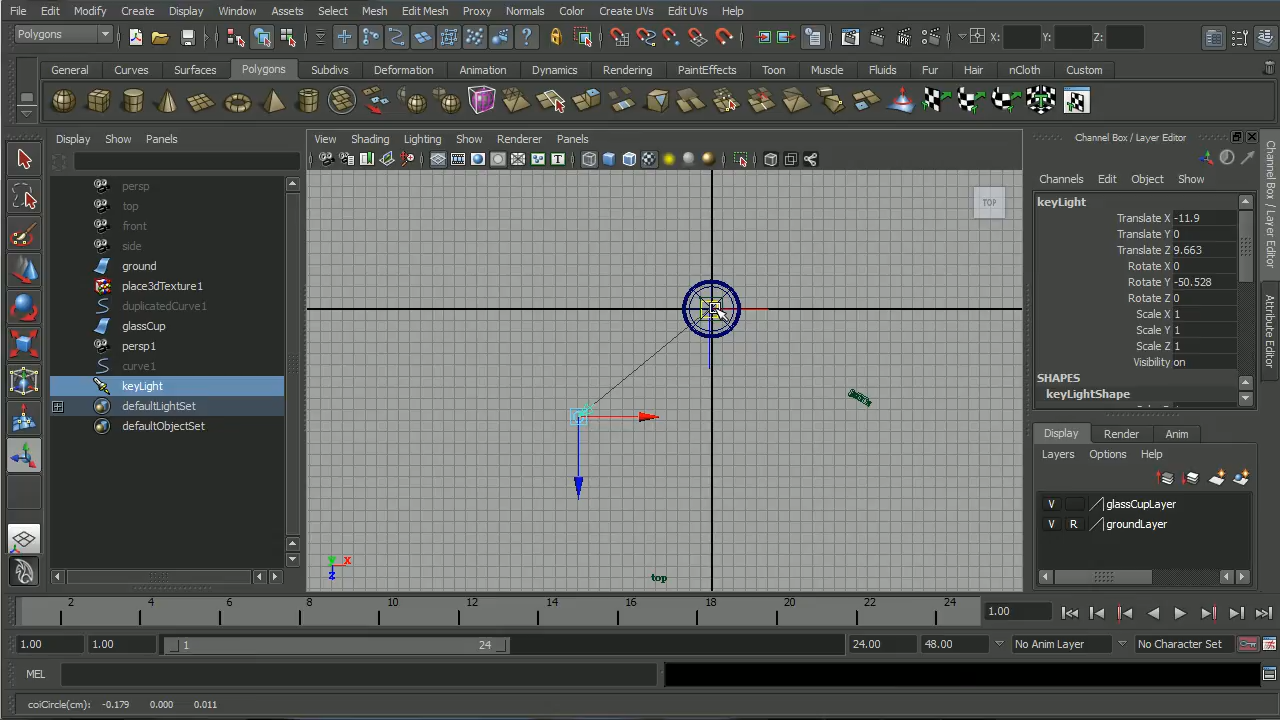 File Edit Modify Create Display Window Assets Select Mesh Edit Mesh Proxy Normals Color Create UVs Edit UVs Help
Polygons X: Y: Z:
General Curves Surfaces Polygons Subdivs Deformation Animation Dynamics Rendering PaintEffects Toon Muscle Fluids Fur Hair nCloth Custom
Display Show Panels
persp
top
front
side
ground
place3dTexture1
duplicatedCurve1
glassCup
persp1
curve1
keyLight
defaultLightSet
defaultObjectSet
View Shading Lighting Show Renderer Panels
TOP
top
X
Y
Z
Channel Box / Layer Editor
Channels Edit Object Show
keyLight
Translate X -11.9
Translate Y 0
Translate Z 9.663
Rotate X 0
Rotate Y -50.528
Rotate Z 0
Scale X 1
Scale Y 1
Scale Z 1
Visibility on
SHAPES
keyLightShape
Display Render Anim
Layers Options Help
V glassCupLayer
V R groundLayer
Channel Box / Layer Editor
Attribute Editor
2 4 6 8 10 12 14 16 18 20 22 24 1.00
1.00 1.00 1 24 24.00 48.00 No Anim Layer No Character Set
MEL
coiCircle(cm): -0.179 0.000 0.011